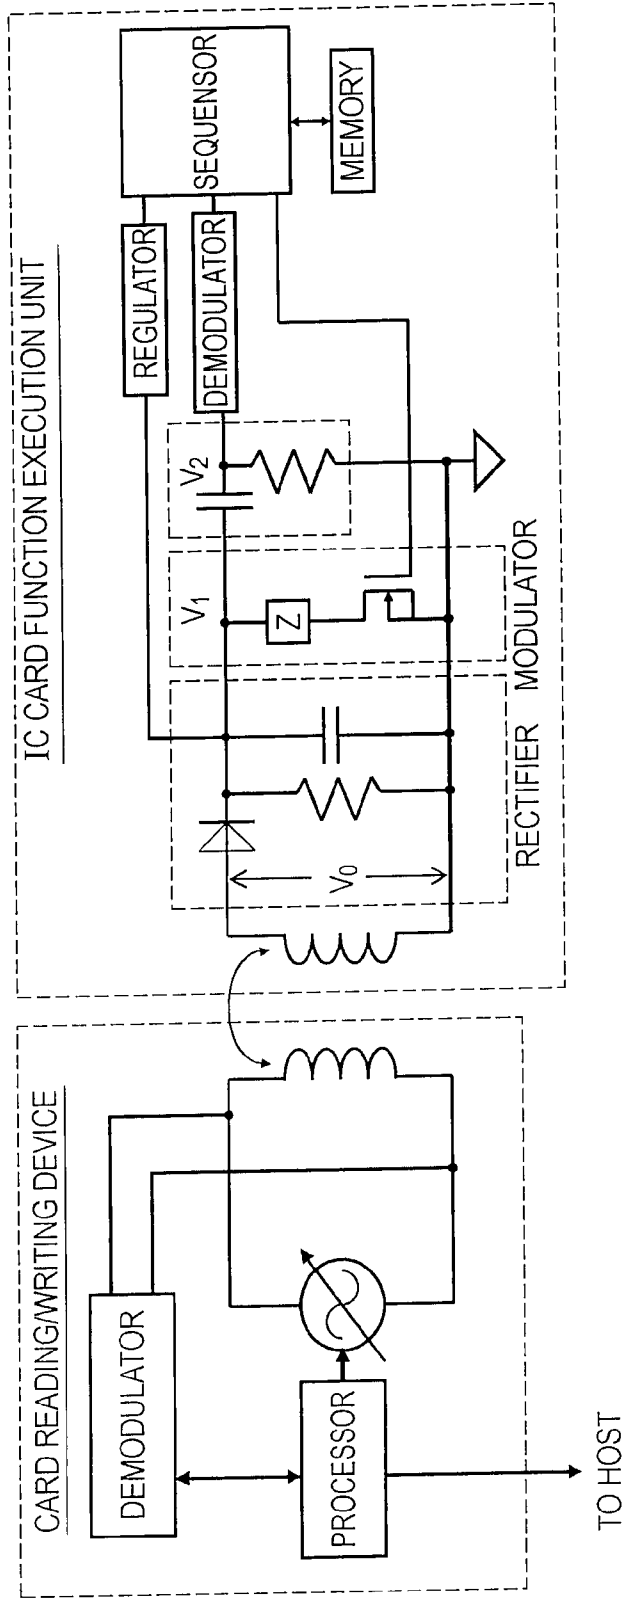 CARD READING/WRITING DEVICE
DEMODULATOR
PROCESSOR
TO HOST
IC CARD FUNCTION EXECUTION UNIT
REGULATOR
SEQUENSOR
DEMODULATOR
MEMORY
V0
V1
V2
Z
RECTIFIER
MODULATOR